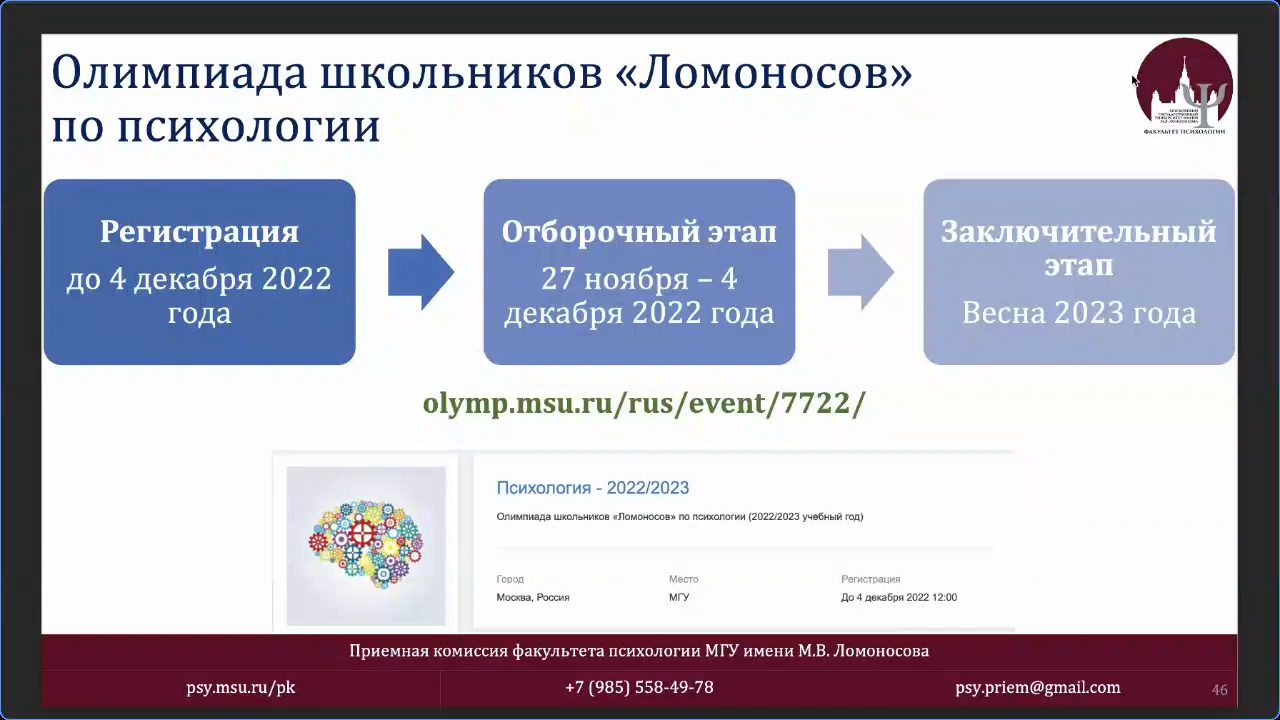 Олимпиада школьников «Ломоносов»
по психологии
ФАКУЛЬТЕТ ПСИХОЛОГИИ
Регистрация
до 4 декабря 2022
года
Отборочный этап
27 ноября – 4
декабря 2022 года
Заключительный
этап
Весна 2023 года
olymp.msu.ru/rus/event/7722/
Психология - 2022/2023
Олимпиада школьников «Ломоносов» по психологии (2022/2023 учебный год)
Город
Место
Регистрация
Москва, Россия
МГУ
До 4 декабря 2022 12:00
Приемная комиссия факультета психологии МГУ имени М.В. Ломоносова
psy.msu.ru/pk
+7 (985) 558-49-78
psy.priem@gmail.com
46